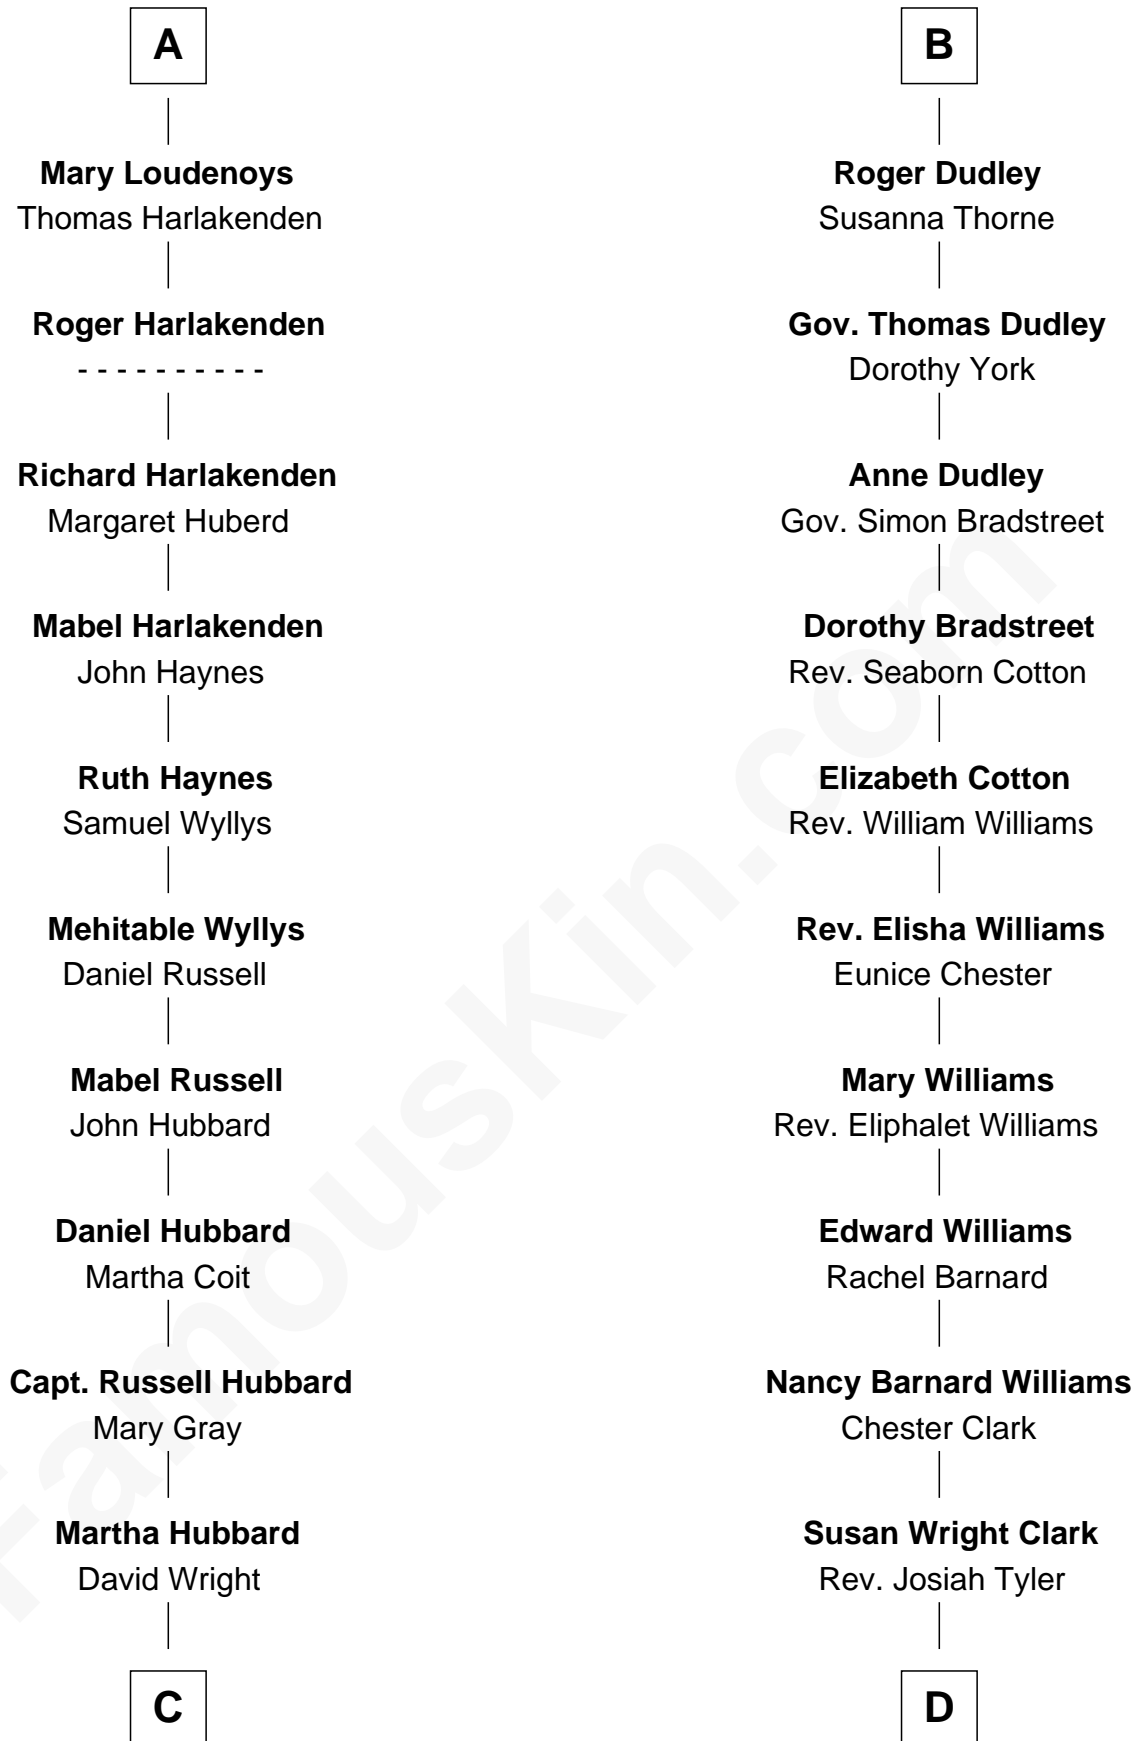 A
Mary Loudenoys
Thomas Harlakenden
Roger Harlakenden
- - - - - - - - - -
Richard Harlakenden
Margaret Huberd
Mabel Harlakenden
John Haynes
Ruth Haynes
Samuel Wyllys
Mehitable Wyllys
Daniel Russell
Mabel Russell
John Hubbard
Daniel Hubbard
Martha Coit
Capt. Russell Hubbard
Mary Gray
Martha Hubbard
David Wright
C
B
Roger Dudley
Susanna Thorne
Gov. Thomas Dudley
Dorothy York
Anne Dudley
Gov. Simon Bradstreet
Dorothy Bradstreet
Rev. Seaborn Cotton
Elizabeth Cotton
Rev. William Williams
Rev. Elisha Williams
Eunice Chester
Mary Williams
Rev. Eliphalet Williams
Edward Williams
Rachel Barnard
Nancy Barnard Williams
Chester Clark
Susan Wright Clark
Rev. Josiah Tyler
D
FamousKin.com